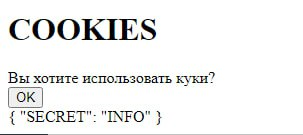 COOKIES
Вы хотите использовать куки?
OK
{ "SECRET": "INFO" }